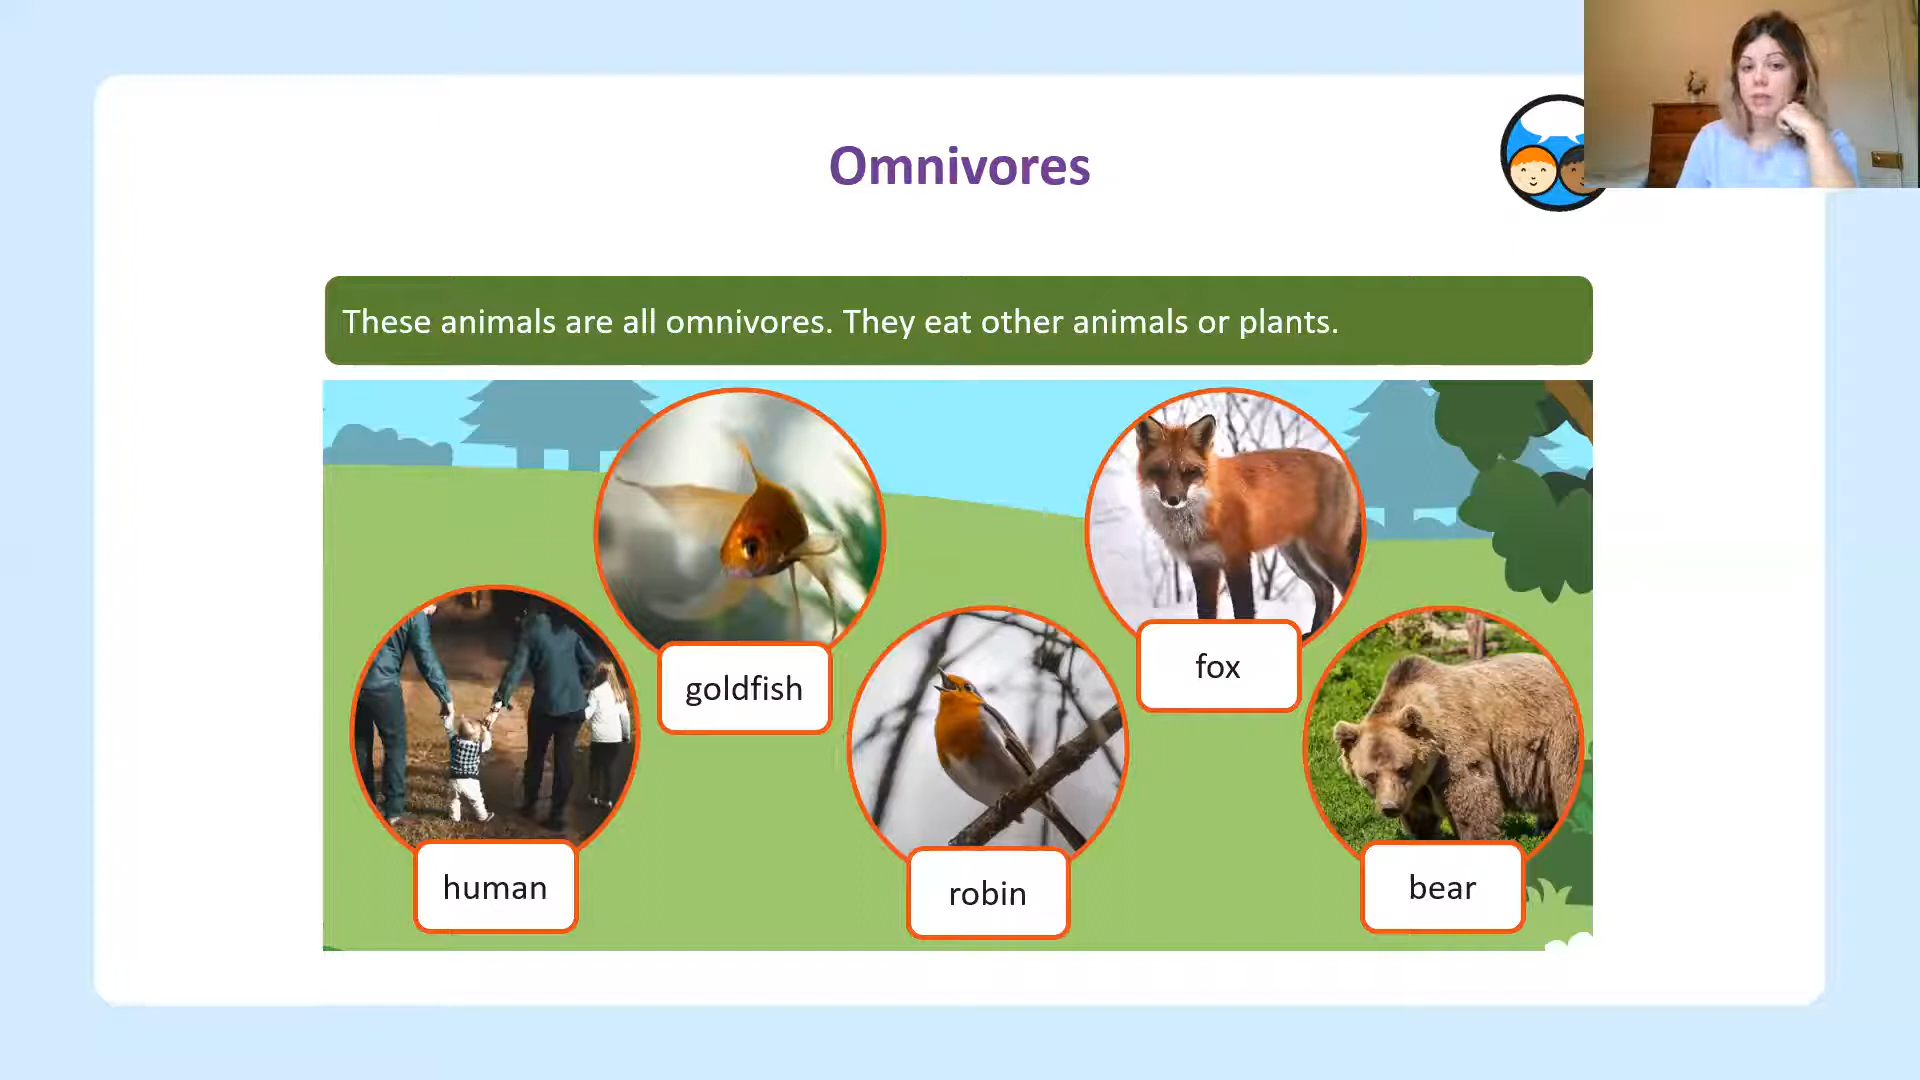 Omnivores
These animals are all omnivores. They eat other animals or plants.
goldfish
fox
human
robin
bear